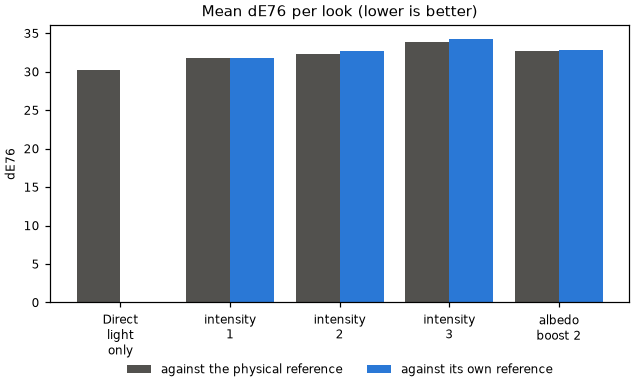 Mean dE76 per look (lower is better)
dE76
35
30
25
20
15
10
5
0
Direct
light
only
intensity
1
intensity
2
intensity
3
albedo
boost 2
against the physical reference
against its own reference